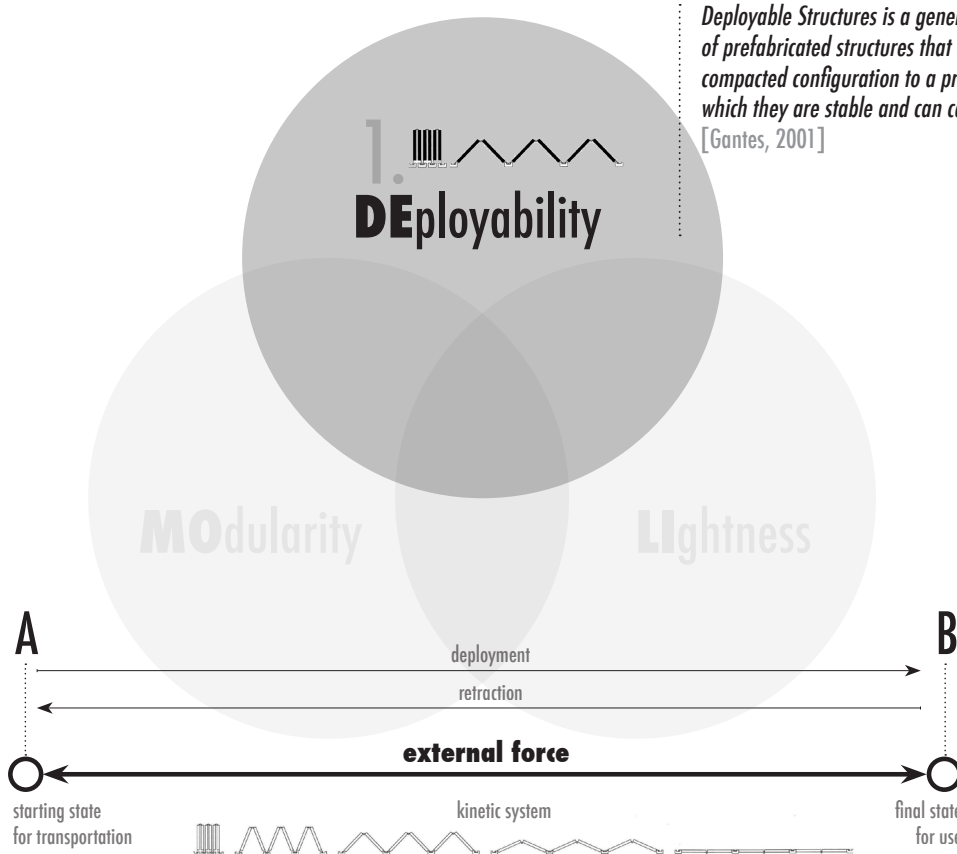 Deployable Structures is a gene
of prefabricated structures that
compacted configuration to a pr
which they are stable and can c
[Gantes, 2001]
1.
DEployability
MOdularity
LIghtness
A
B
deployment
retraction
external force
starting state
for transportation
kinetic system
final state
for use